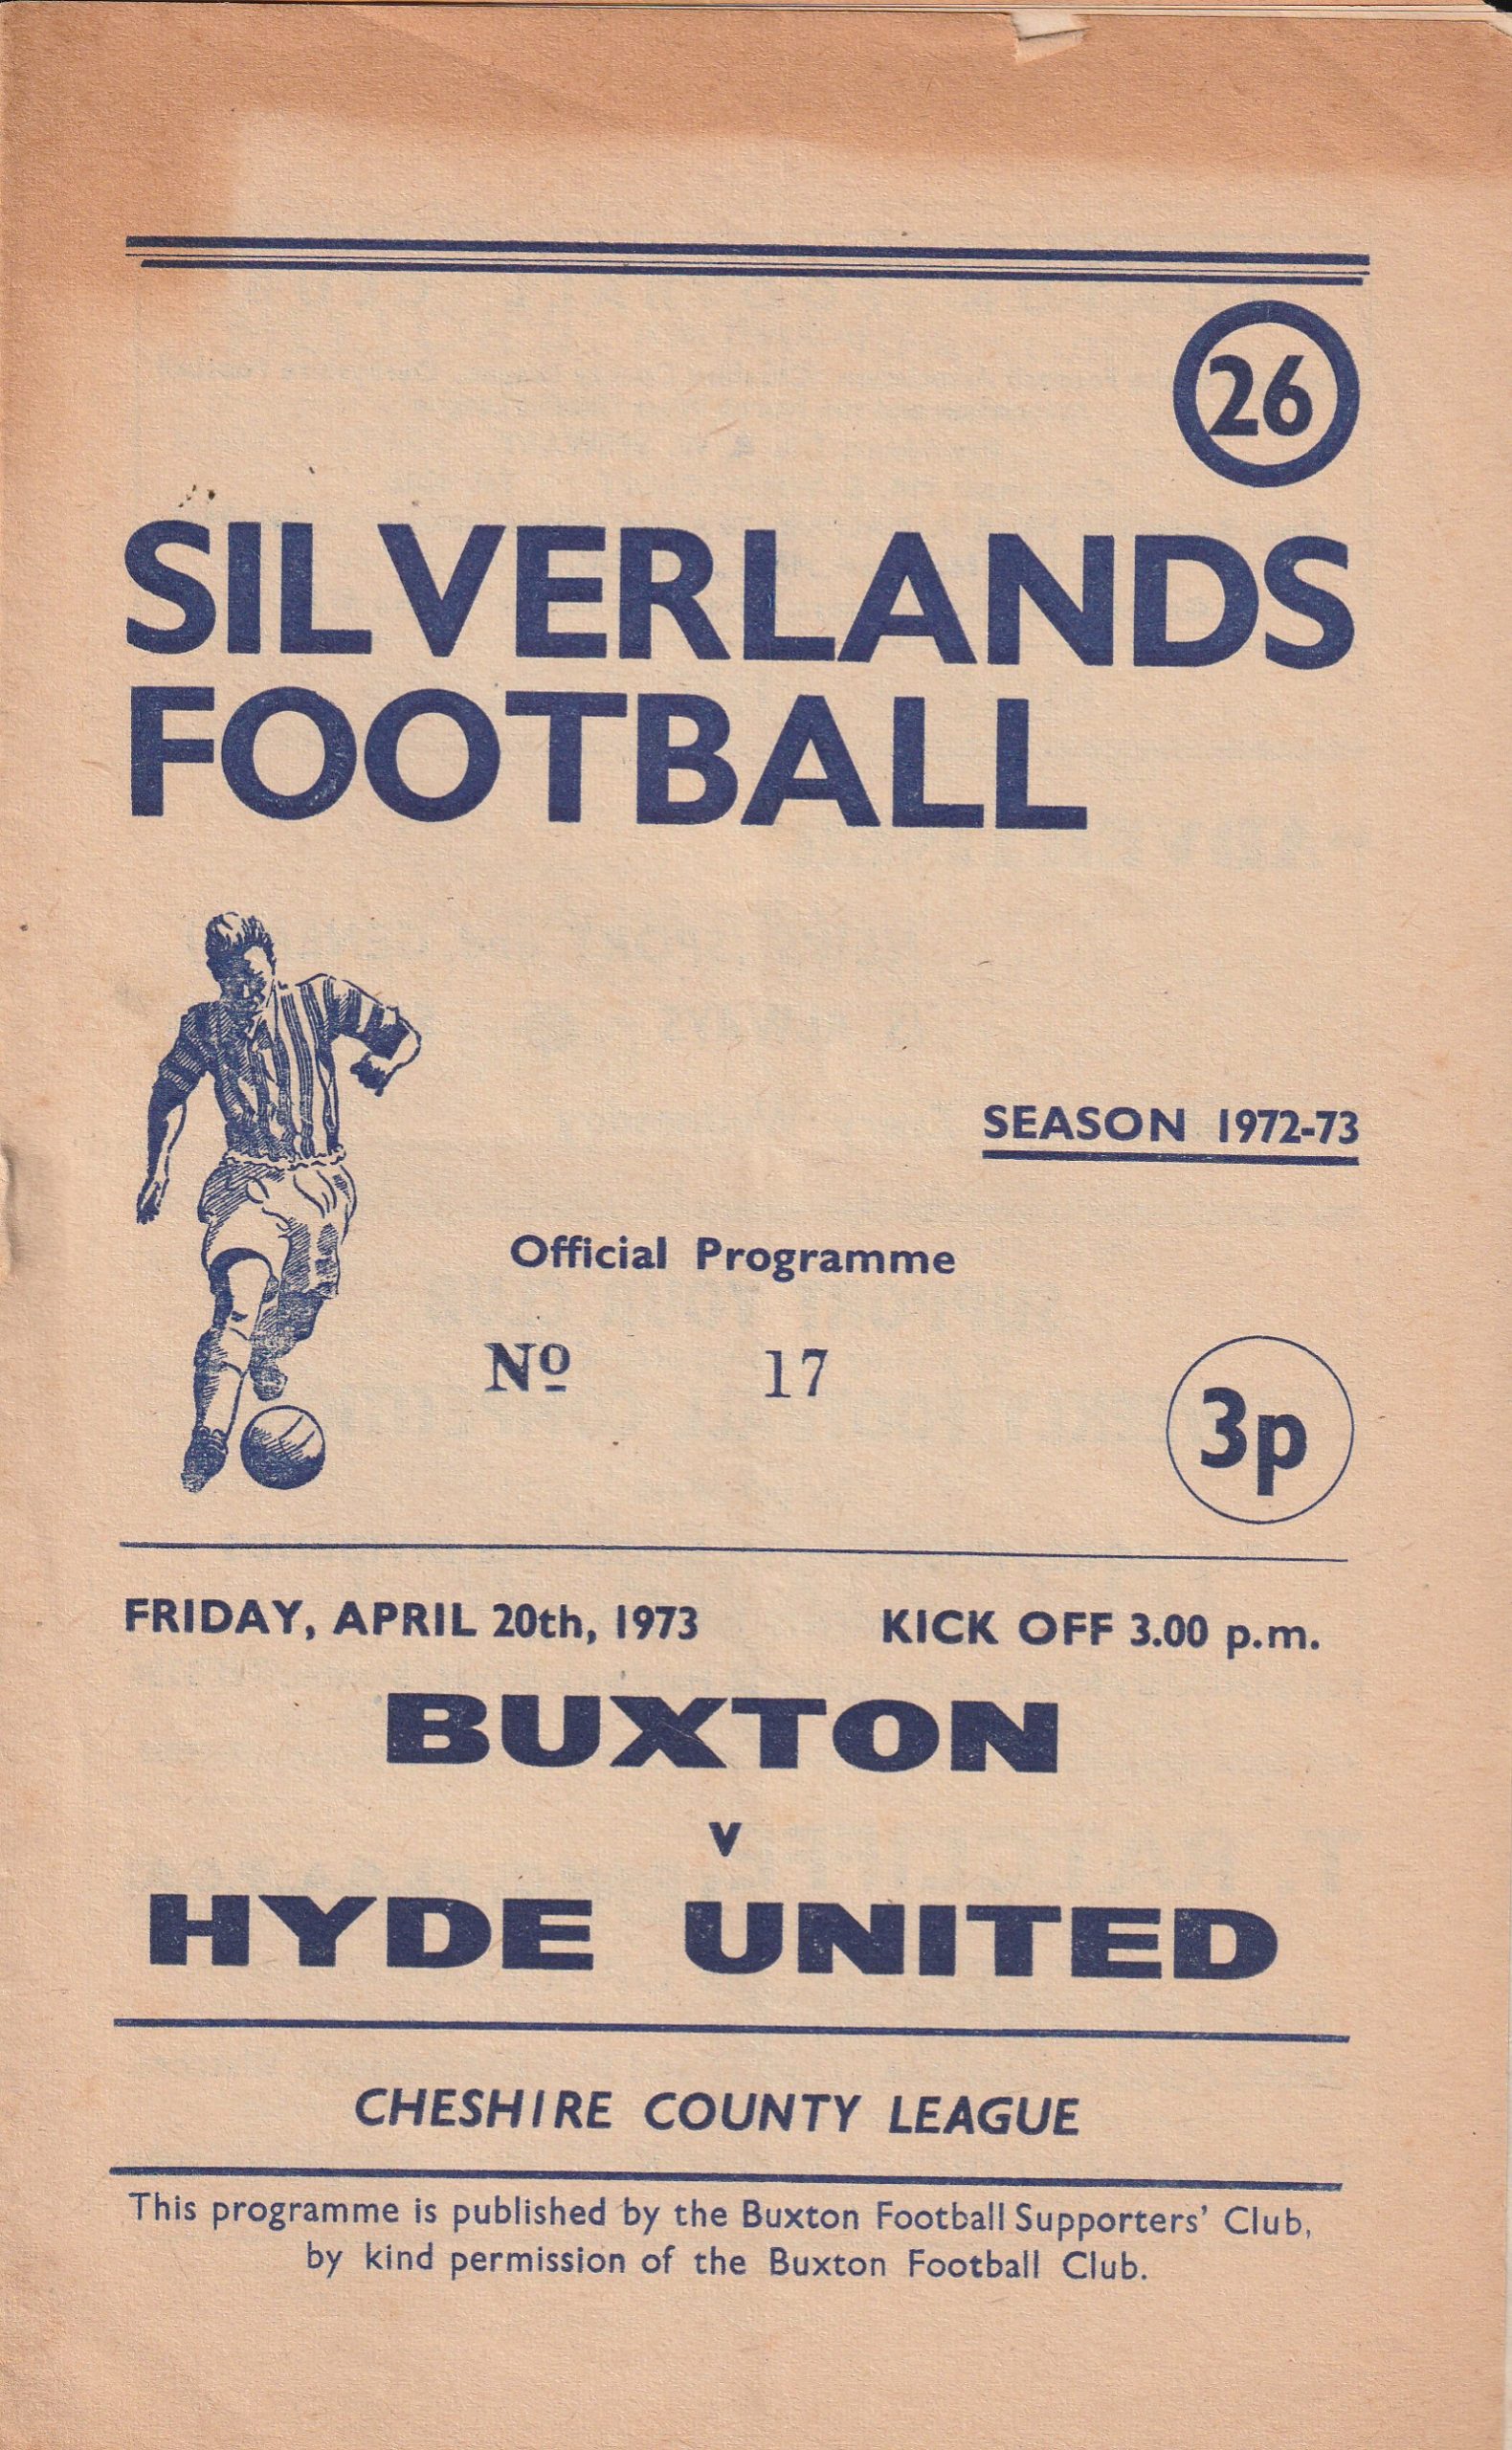 26
SILVERLANDS
FOOTBALL
SEASON 1972-73
Official Programme
Nº 17
3p
FRIDAY, APRIL 20th, 1973 KICK OFF 3.00 p.m.
BUXTON
v
HYDE UNITED
CHESHIRE COUNTY LEAGUE
This programme is published by the Buxton Football Supporters' Club,
by kind permission of the Buxton Football Club.